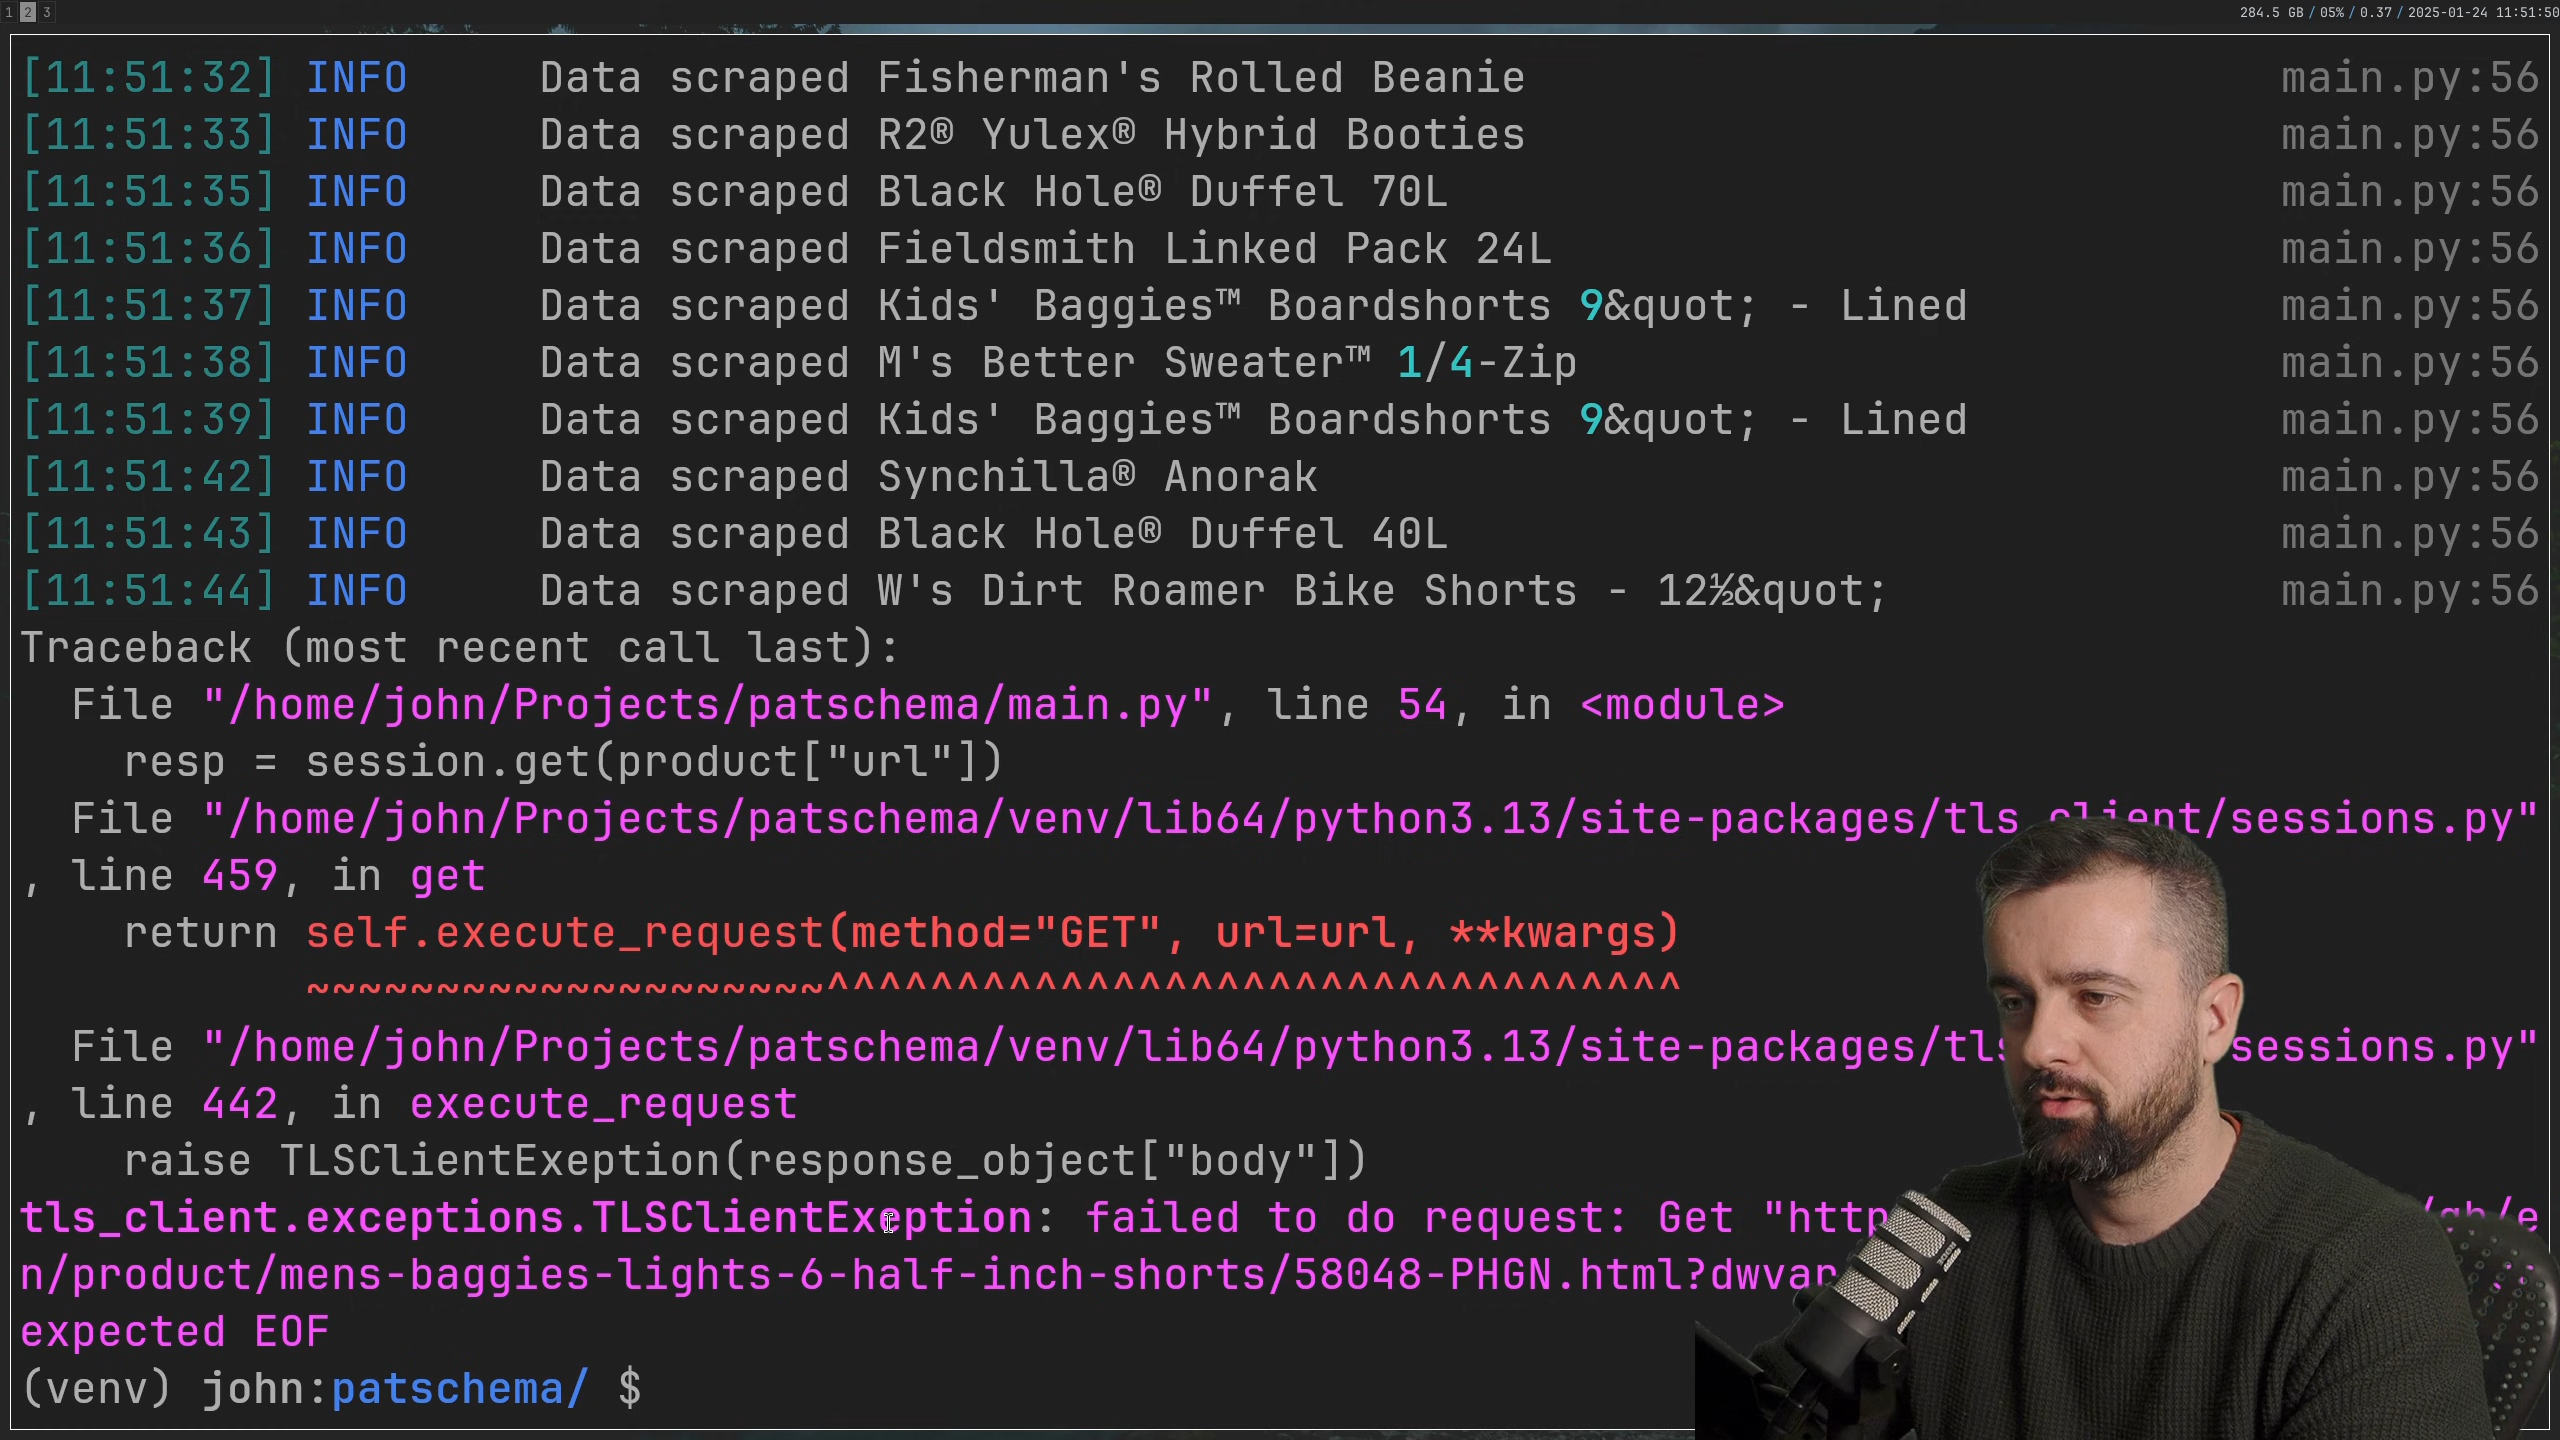 1 2 3
284.5 GB / 05% / 0.37 / 2025-01-24 11:51:50
[11:51:32] INFO Data scraped Fisherman's Rolled Beanie main.py:56
[11:51:33] INFO Data scraped R2® Yulex® Hybrid Booties main.py:56
[11:51:35] INFO Data scraped Black Hole® Duffel 70L main.py:56
[11:51:36] INFO Data scraped Fieldsmith Linked Pack 24L main.py:56
[11:51:37] INFO Data scraped Kids' Baggies™ Boardshorts 9&quot; - Lined main.py:56
[11:51:38] INFO Data scraped M's Better Sweater™ 1/4-Zip main.py:56
[11:51:39] INFO Data scraped Kids' Baggies™ Boardshorts 9&quot; - Lined main.py:56
[11:51:42] INFO Data scraped Synchilla® Anorak main.py:56
[11:51:43] INFO Data scraped Black Hole® Duffel 40L main.py:56
[11:51:44] INFO Data scraped W's Dirt Roamer Bike Shorts - 12½&quot; main.py:56
Traceback (most recent call last):
File "/home/john/Projects/patschema/main.py", line 54, in <module>
resp = session.get(product["url"])
File "/home/john/Projects/patschema/venv/lib64/python3.13/site-packages/tls_client/sessions.py"
, line 459, in get
return self.execute_request(method="GET", url=url, **kwargs)
~~~~~~~~~~~~~~~~~~~~^^^^^^^^^^^^^^^^^^^^^^^^^^^^^^^^^
File "/home/john/Projects/patschema/venv/lib64/python3.13/site-packages/tls sessions.py"
, line 442, in execute_request
raise TLSClientExeption(response_object["body"])
tls_client.exceptions.TLSClientExeption: failed to do request: Get "http /gb/e
n/product/mens-baggies-lights-6-half-inch-shorts/58048-PHGN.html?dwvar
expected EOF
(venv) john:patschema/ $